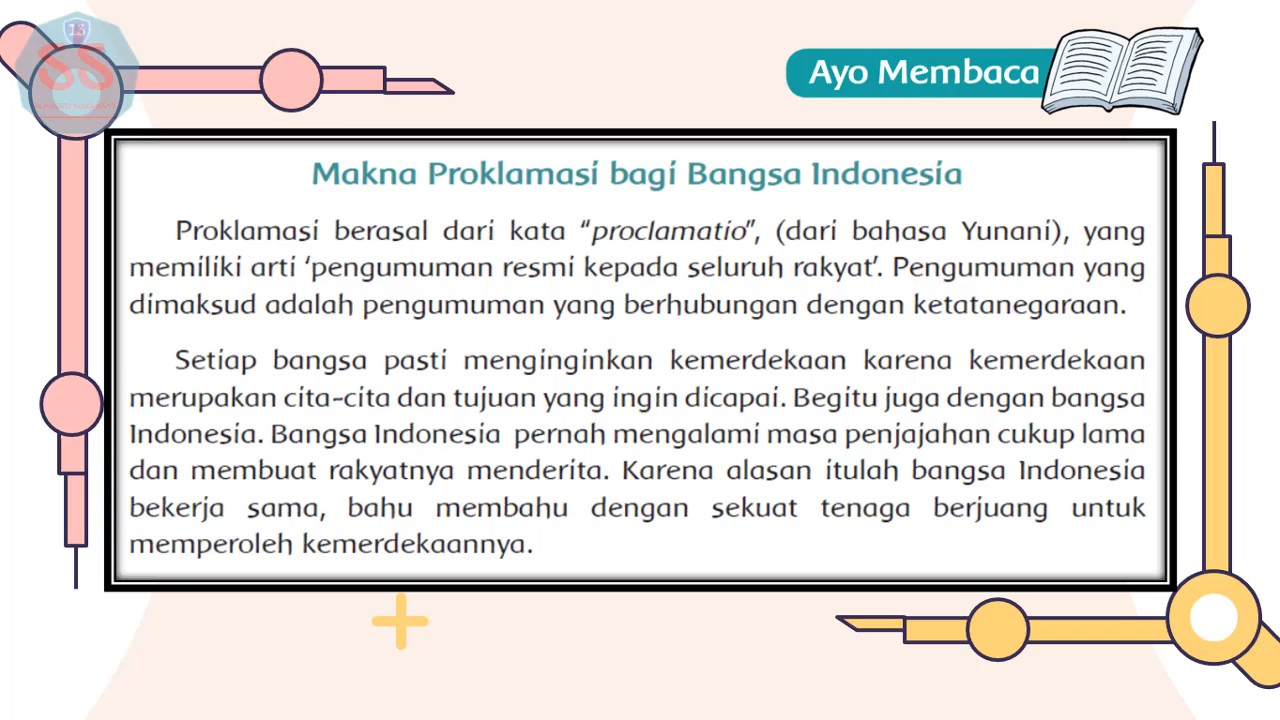 13
SS
Ayo Membaca
Makna Proklamasi bagi Bangsa Indonesia
Proklamasi berasal dari kata “proclamatio”, (dari bahasa Yunani), yang
memiliki arti ‘pengumuman resmi kepada seluruh rakyat’. Pengumuman yang
dimaksud adalah pengumuman yang berhubungan dengan ketatanegaraan.
Setiap bangsa pasti menginginkan kemerdekaan karena kemerdekaan
merupakan cita-cita dan tujuan yang ingin dicapai. Begitu juga dengan bangsa
Indonesia. Bangsa Indonesia pernah mengalami masa penjajahan cukup lama
dan membuat rakyatnya menderita. Karena alasan itulah bangsa Indonesia
bekerja sama, bahu membahu dengan sekuat tenaga berjuang untuk
memperoleh kemerdekaannya.